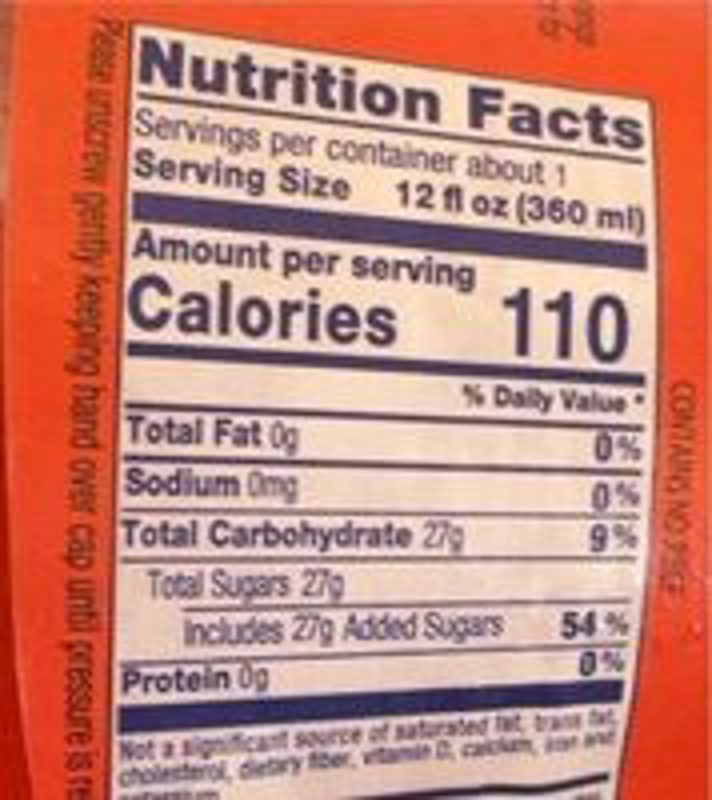 Nutrition Facts
Servings per container about 1
Serving Size 12 fl oz (360 ml)
Amount per serving
Calories 110
% Daily Value *
Total Fat 0g 0%
Sodium 0mg 0%
Total Carbohydrate 27g 9%
Total Sugars 27g
Includes 27g Added Sugars 54%
Protein 0g 0%
Not a significant source of saturated fat, trans fat,
cholesterol, dietary fiber, vitamin D, calcium, iron and
potassium
unscrew gently keeping hand over cap until pressure is
CONTAINS NO